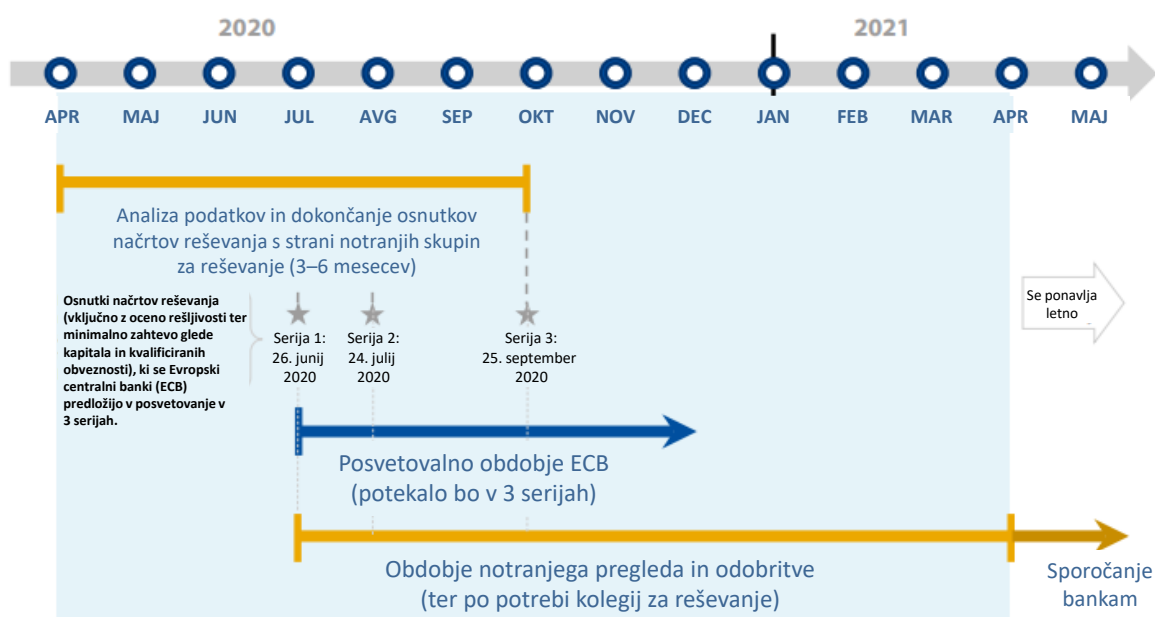 2020
2021
APR
MAJ
JUN
JUL
AVG
SEP
OKT
NOV
DEC
JAN
FEB
MAR
APR
MAJ
Analiza podatkov in dokončanje osnutkov
načrtov reševanja s strani notranjih skupin
za reševanje (3–6 mesecev)
Osnutki načrtov reševanja
(vključno z oceno rešljivosti ter
minimalno zahtevo glede
kapitala in kvalificiranih
obveznosti), ki se Evropski
centralni banki (ECB)
predložijo v posvetovanje v
3 serijah.
Serija 1:
26. junij
2020
Serija 2:
24. julij
2020
Serija 3:
25. september
2020
Se ponavlja
letno
Posvetovalno obdobje ECB
(potekalo bo v 3 serijah)
Obdobje notranjega pregleda in odobritve
(ter po potrebi kolegij za reševanje)
Sporočanje
bankam